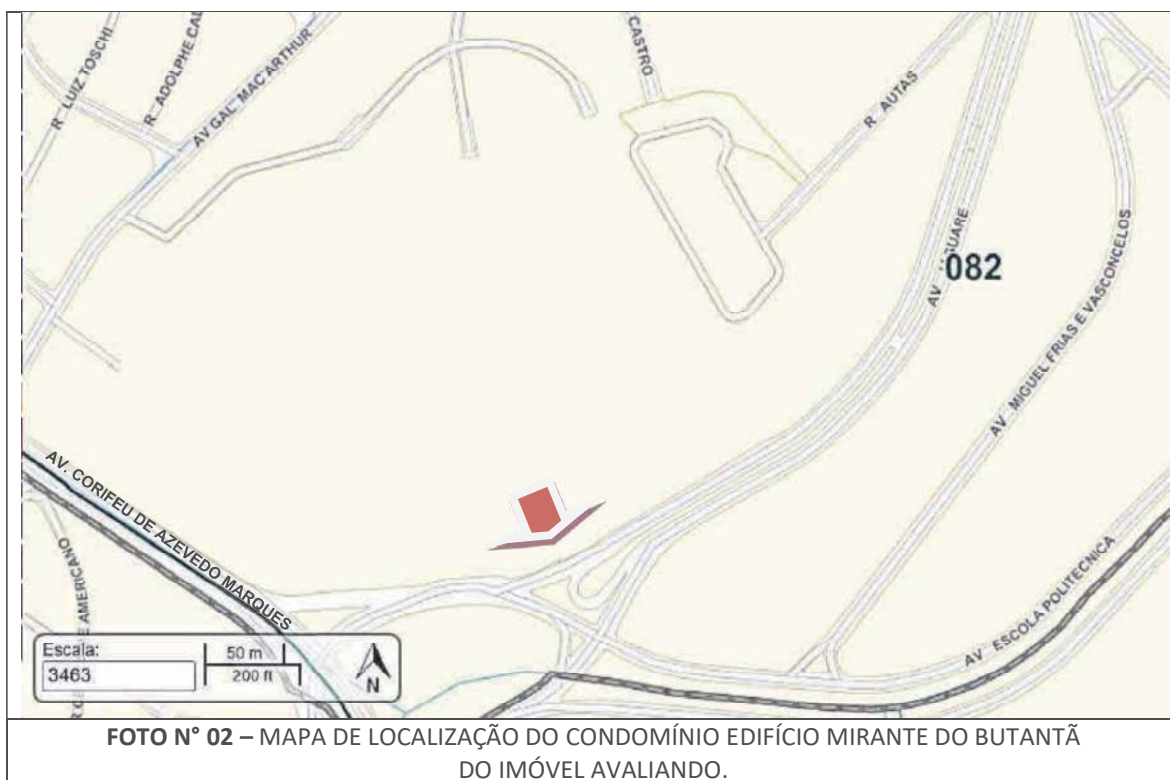 R LUIZ TOSCHI
R ADOLPHE CAL
AV GAL MAC ARTHUR
CASTRO
R AUTAS
AV
GUARE
082
AV MIGUEL FRIAS E VASCONCELOS
AV. CORIFEU DE AZEVEDO MARQUES
E AMERICANO
AV ESCOLA POLITECNICA
Escala:
3463
50 m
200 ft
N
FOTO N° 02 – MAPA DE LOCALIZAÇÃO DO CONDOMÍNIO EDIFÍCIO MIRANTE DO BUTANTÃ
DO IMÓVEL AVALIANDO.